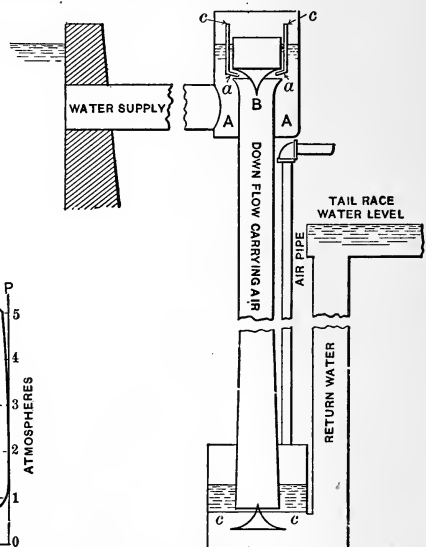 c
c
a
a
WATER SUPPLY
A
B
A
DOWN FLOW CARRYING AIR
AIR PIPE
TAIL RACE
WATER LEVEL
RETURN WATER
P
5
4
3
2
1
0
ATMOSPHERES
c
c